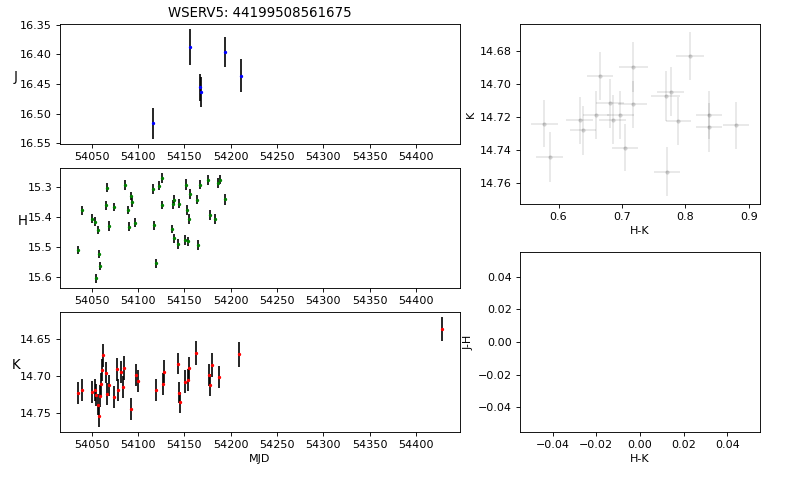 WSERV5: 44199508561675
16.35
16.40
16.45
16.50
16.55
J
54050 54100 54150 54200 54250 54300 54350 54400
15.3
15.4
15.5
15.6
H
54050 54100 54150 54200 54250 54300 54350 54400
14.65
14.70
14.75
K
54050 54100 54150 54200 54250 54300 54350 54400
MJD
14.68
14.70
14.72
14.74
14.76
K
0.6 0.7 0.8 0.9
H-K
0.04
0.02
0.00
−0.02
−0.04
J-H
−0.04 −0.02 0.00 0.02 0.04
H-K